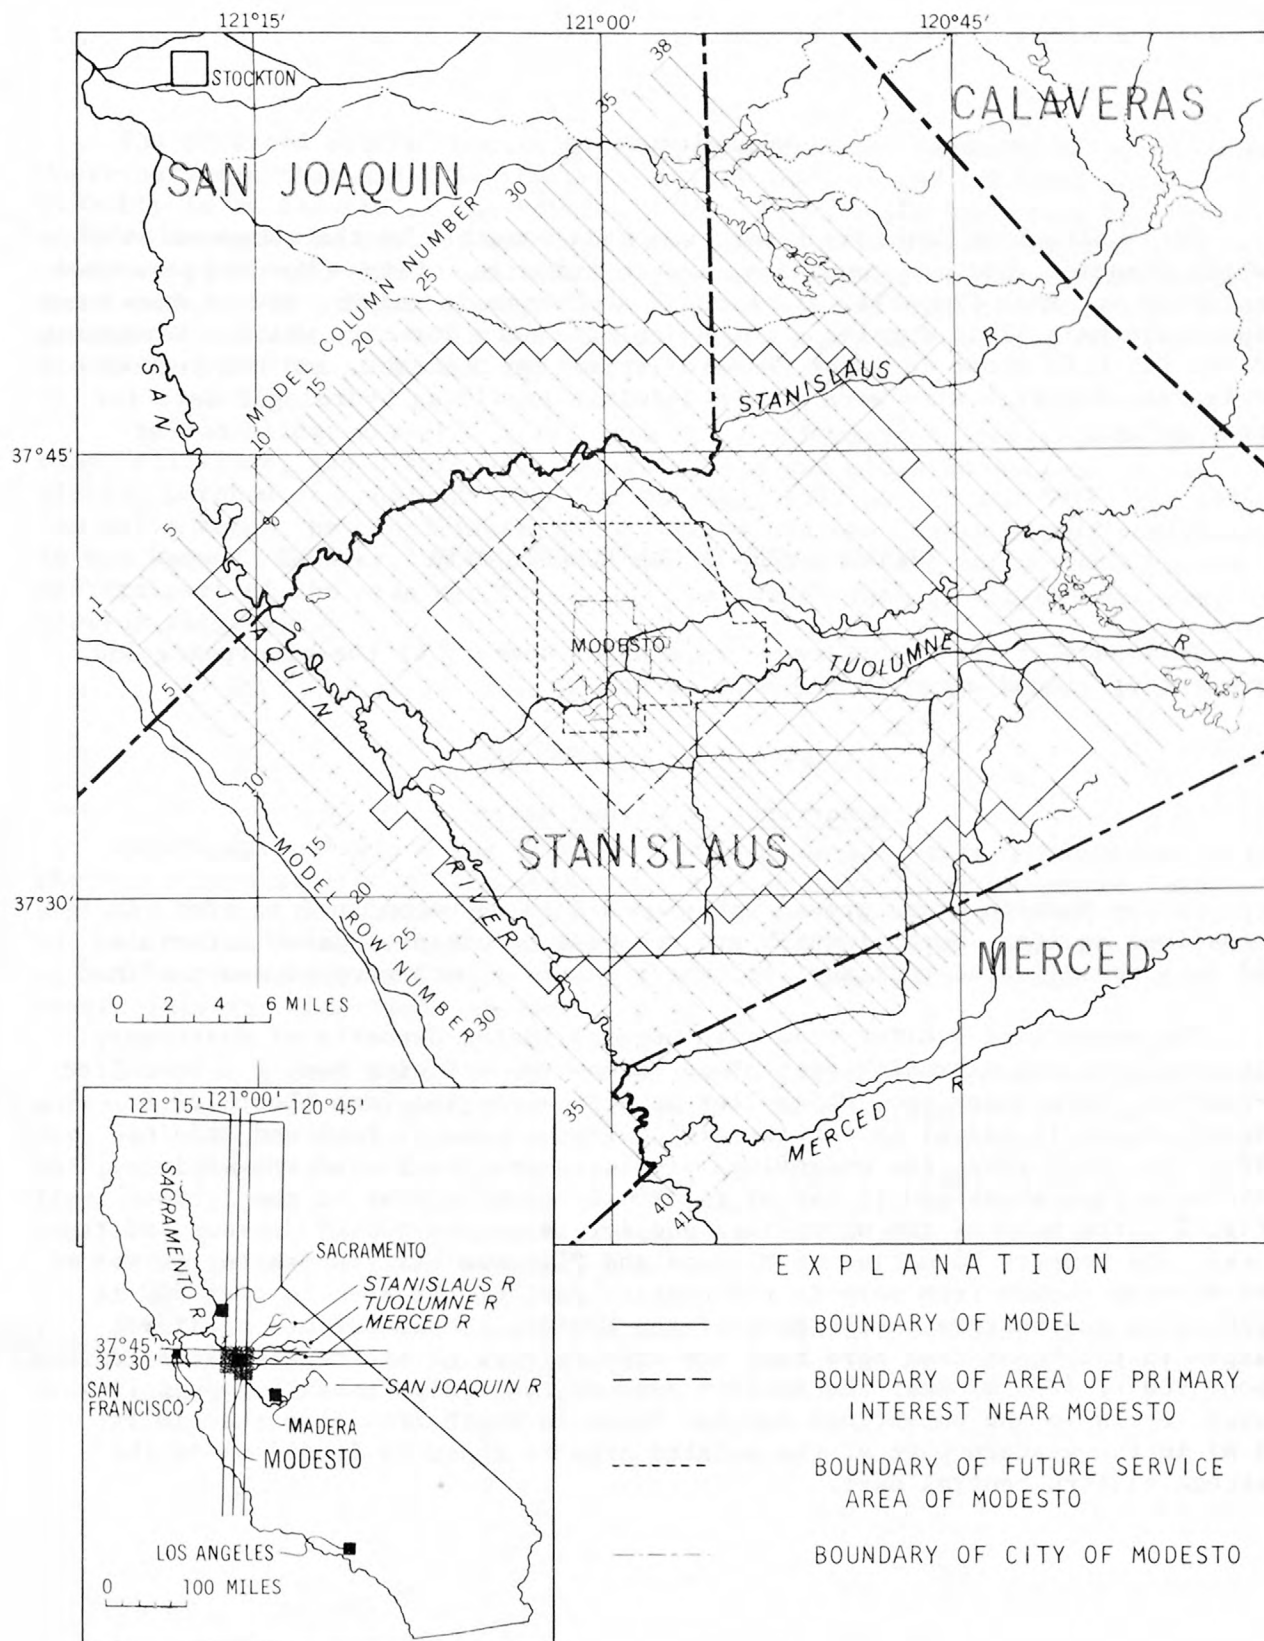 121°15'
121°00'
120°45'
STOCKTON
38
35
CALAVERAS
SAN JOAQUIN
30
MODEL COLUMN NUMBER
25
20
15
10
8
5
1
SAN
JOAQUIN
RIVER
STANISLAUS
R
37°45'
MODESTO
TUOLUMNE
R
5
10
15
20
25
30
35
40
41
MODEL ROW NUMBER
STANISLAUS
37°30'
MERCED
0 2 4 6 MILES
MERCED
R
121°15'
121°00'
120°45'
SACRAMENTO R
SACRAMENTO
STANISLAUS R
TUOLUMNE R
MERCED R
37°45'
37°30'
SAN
FRANCISCO
SAN JOAQUIN R
MADERA
MODESTO
LOS ANGELES
0 100 MILES
EXPLANATION
BOUNDARY OF MODEL
BOUNDARY OF AREA OF PRIMARY
INTEREST NEAR MODESTO
BOUNDARY OF FUTURE SERVICE
AREA OF MODESTO
BOUNDARY OF CITY OF MODESTO